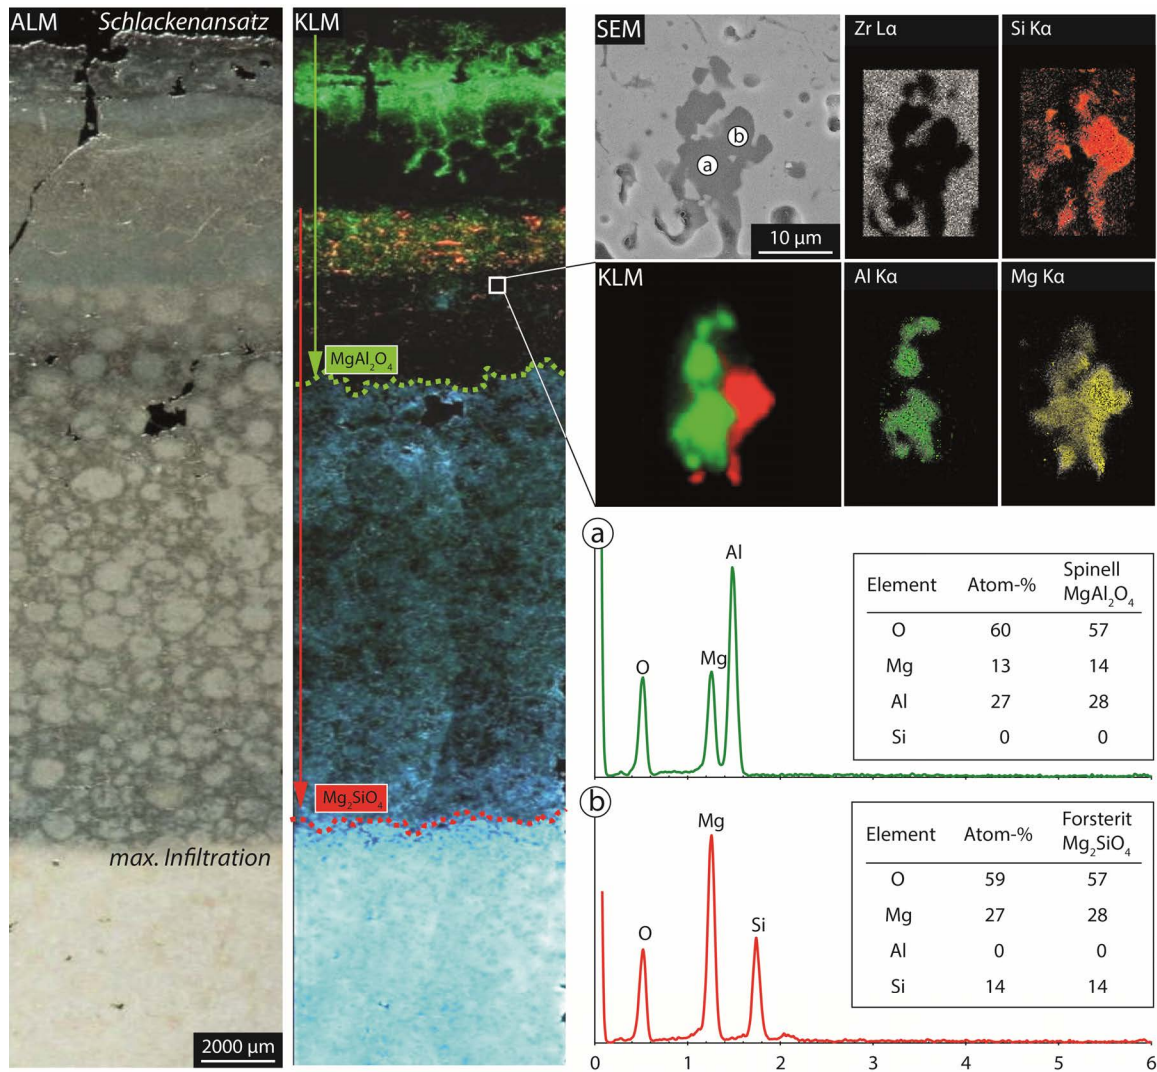 ALM Schlackenansatz
KLM
MgAl₂O₄
Mg₂SiO₄
max. Infiltration
2000 µm
SEM
b
a
10 µm
Zr Lα
Si Kα
KLM
Al Kα
Mg Kα
a
O
Mg
Al
Element Atom-% Spinell MgAl₂O₄
O 60 57
Mg 13 14
Al 27 28
Si 0 0
b
O
Mg
Si
Element Atom-% Forsterit Mg₂SiO₄
O 59 57
Mg 27 28
Al 0 0
Si 14 14
0 1 2 3 4 5 6